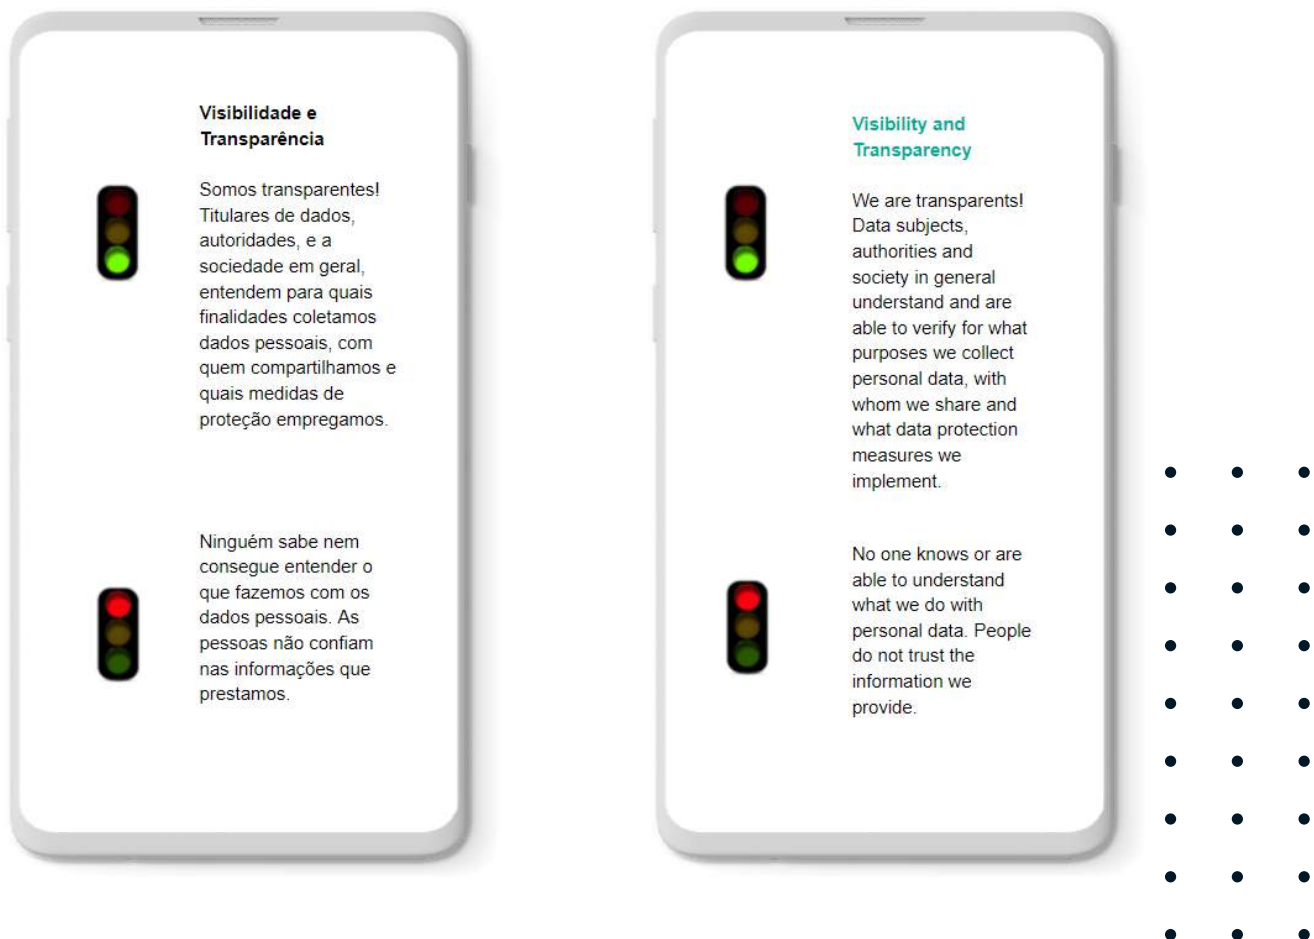 Visibilidade e
Transparência
Somos transparentes!
Titulares de dados,
autoridades, e a
sociedade em geral,
entendem para quais
finalidades coletamos
dados pessoais, com
quem compartilhamos e
quais medidas de
proteção empregamos.
Ninguém sabe nem
consegue entender o
que fazemos com os
dados pessoais. As
pessoas não confiam
nas informações que
prestamos.
Visibility and
Transparency
We are transparents!
Data subjects,
authorities and
society in general
understand and are
able to verify for what
purposes we collect
personal data, with
whom we share and
what data protection
measures we
implement.
No one knows or are
able to understand
what we do with
personal data. People
do not trust the
information we
provide.